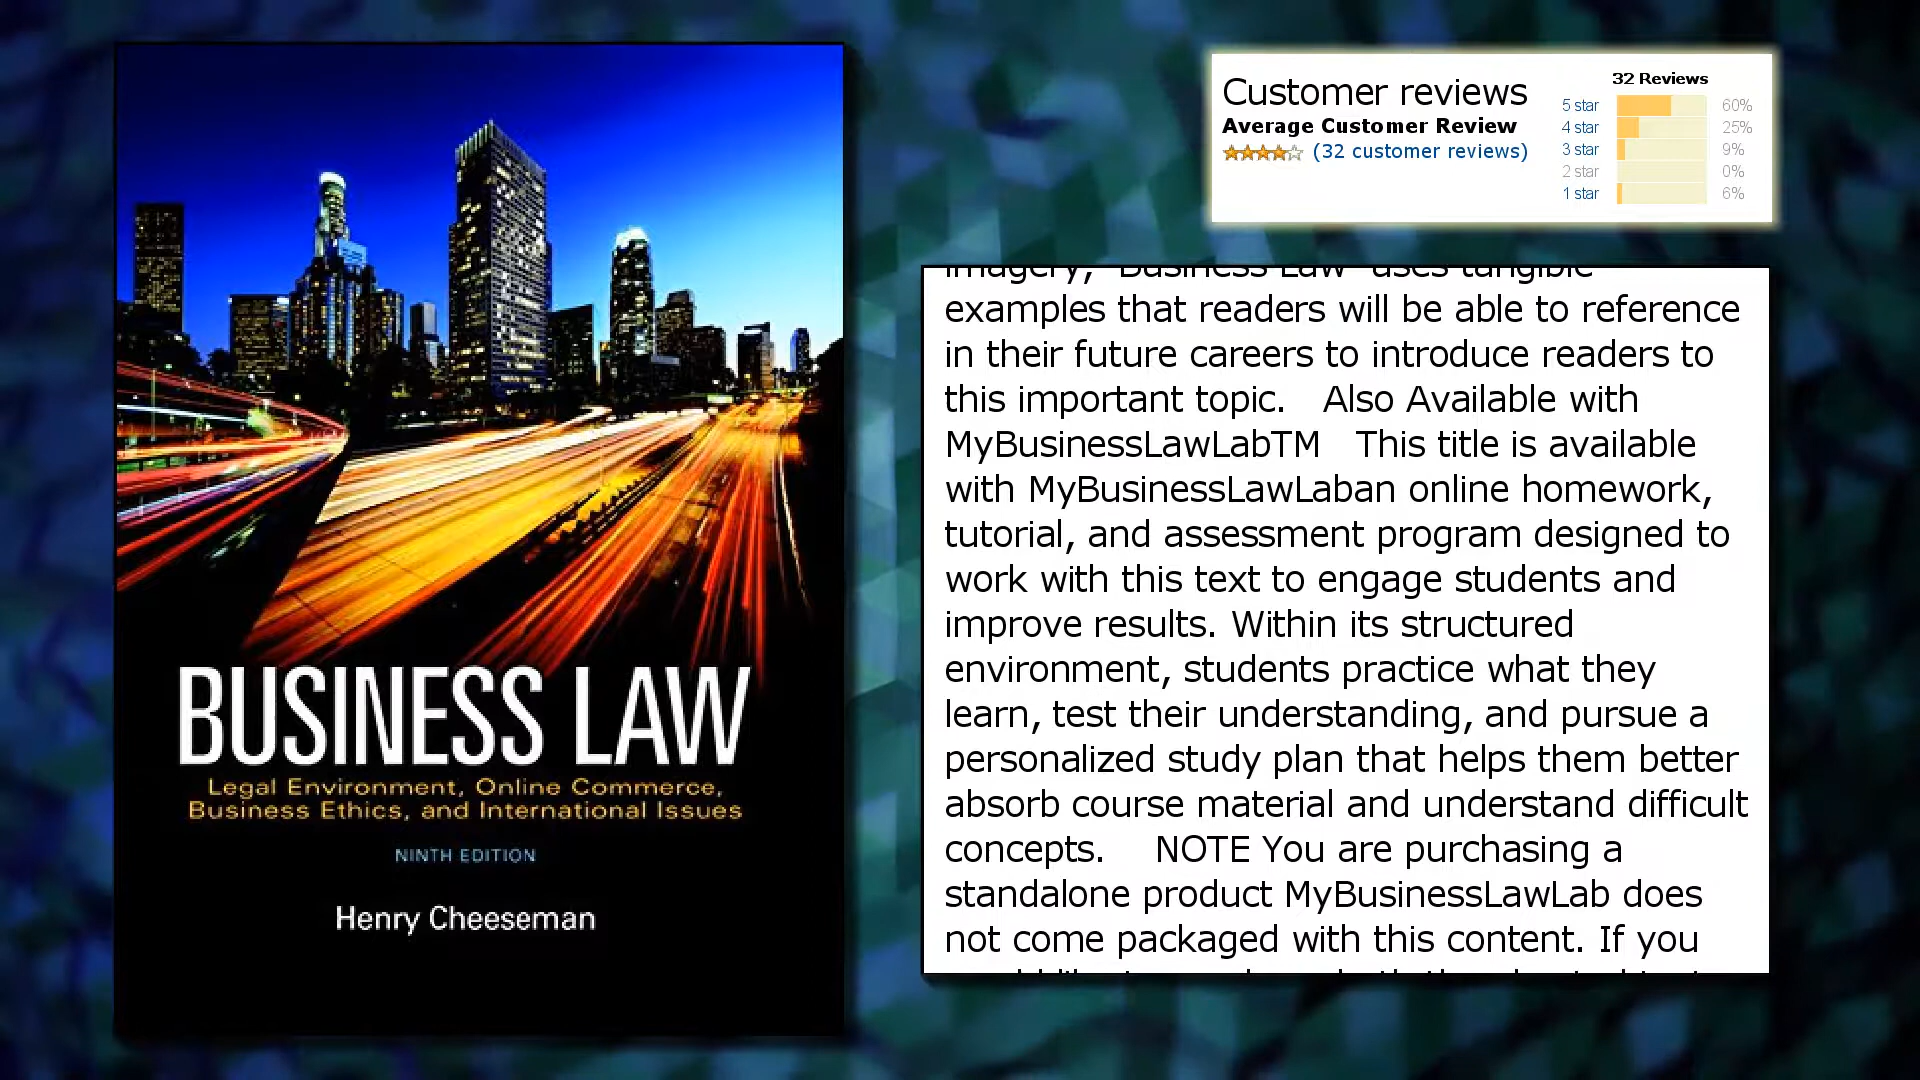 BUSINESS LAW
Legal Environment, Online Commerce,
Business Ethics, and International Issues
NINTH EDITION
Henry Cheeseman
Customer reviews
Average Customer Review
(32 customer reviews)
32 Reviews
5 star 60%
4 star 25%
3 star 9%
2 star 0%
1 star 6%
imagery, "Business Law" uses tangible
examples that readers will be able to reference
in their future careers to introduce readers to
this important topic. Also Available with
MyBusinessLawLabTM This title is available
with MyBusinessLawLaban online homework,
tutorial, and assessment program designed to
work with this text to engage students and
improve results. Within its structured
environment, students practice what they
learn, test their understanding, and pursue a
personalized study plan that helps them better
absorb course material and understand difficult
concepts. NOTE You are purchasing a
standalone product MyBusinessLawLab does
not come packaged with this content. If you